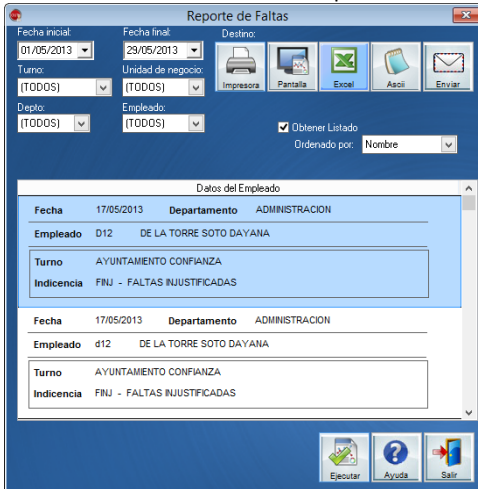 Reporte de Faltas
Fecha inicial: Fecha final: Destino:
01/05/2013 29/05/2013
Turno: Unidad de negocio:
(TODOS) (TODOS)
Impresora Pantalla Excel Ascii Enviar
Depto: Empleado:
(TODOS) (TODOS)
Obtener Listado
Ordenado por: Nombre
Datos del Empleado
Fecha 17/05/2013 Departamento ADMINISTRACION
Empleado D12 DE LA TORRE SOTO DAYANA
Turno AYUNTAMIENTO CONFIANZA
Indicencia FINJ - FALTAS INJUSTIFICADAS
Fecha 17/05/2013 Departamento ADMINISTRACION
Empleado d12 DE LA TORRE SOTO DAYANA
Turno AYUNTAMIENTO CONFIANZA
Indicencia FINJ - FALTAS INJUSTIFICADAS
Ejecutar Ayuda Salir